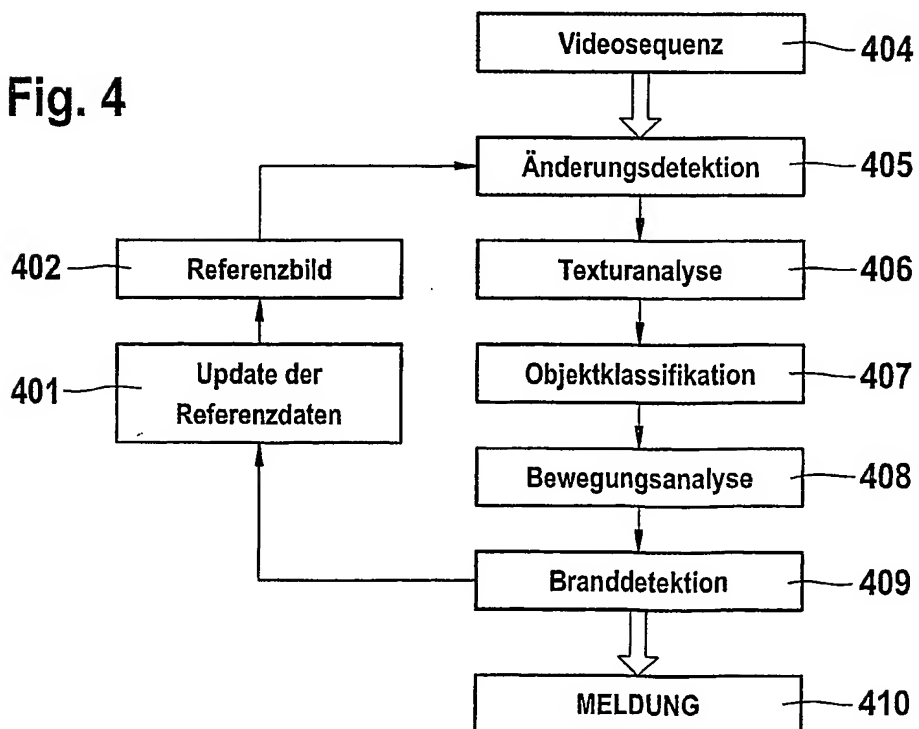 Fig. 4
Videosequenz
404
Änderungsdetektion
405
402
Referenzbild
Texturanalyse
406
401
Update der
Referenzdaten
Objektklassifikation
407
Bewegungsanalyse
408
Branddetektion
409
MELDUNG
410